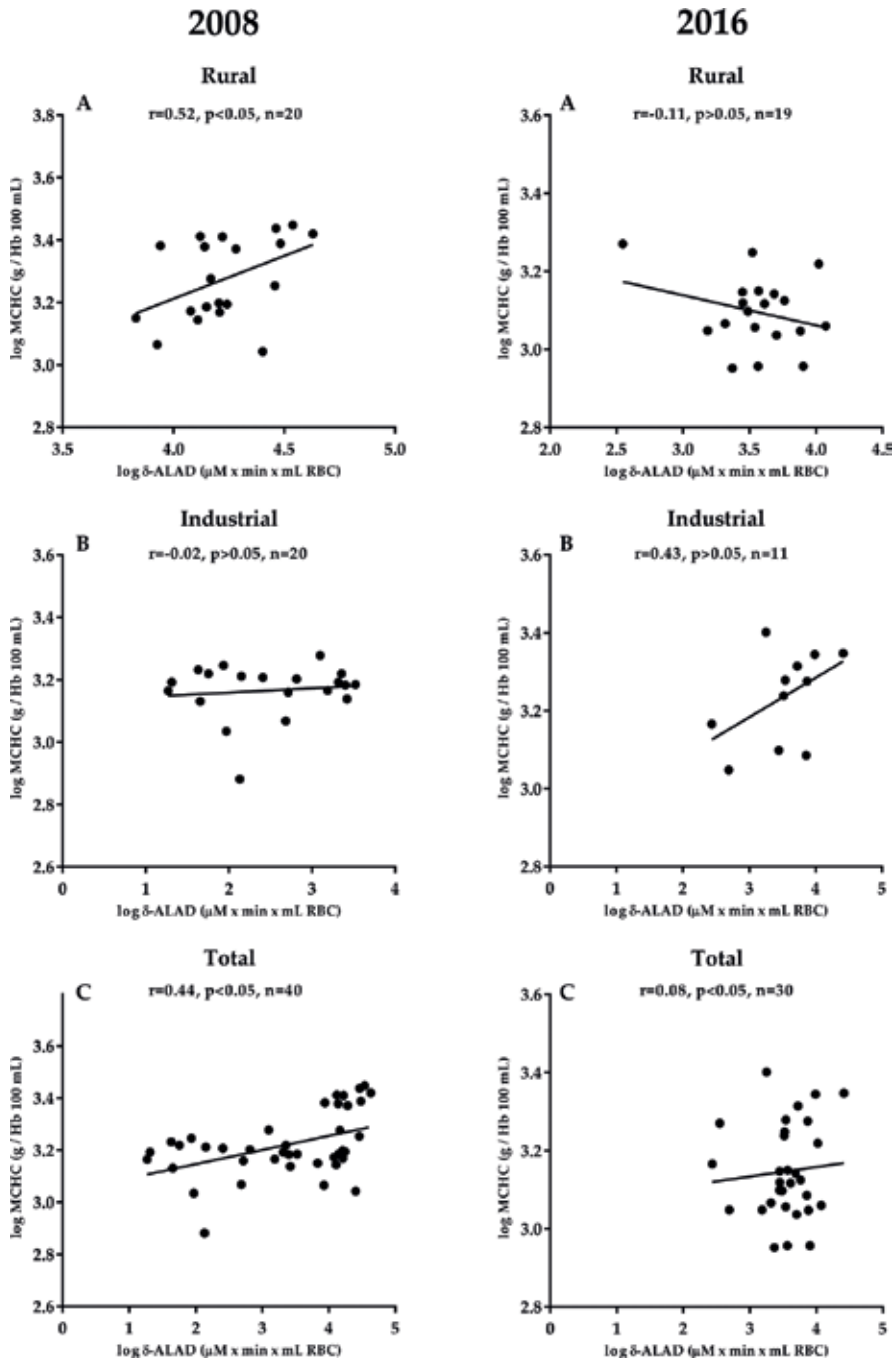 2008
Rural
A
r=0.52, p<0.05, n=20
log MCHC (g / Hb 100 mL)
3.8
3.6
3.4
3.2
3.0
2.8
3.5 4.0 4.5 5.0
log δ-ALAD (μM x min x mL RBC)
Industrial
B
r=-0.02, p>0.05, n=20
log MCHC (g / Hb 100 mL)
3.6
3.4
3.2
3.0
2.8
2.6
0 1 2 3 4
log δ-ALAD (μM x min x mL RBC)
Total
C
r=0.44, p<0.05, n=40
log MCHC (g / Hb 100 mL)
3.6
3.4
3.2
3.0
2.8
2.6
0 1 2 3 4 5
log δ-ALAD (μM x min x mL RBC)
2016
Rural
A
r=-0.11, p>0.05, n=19
log MCHC (g / Hb 100 mL)
3.6
3.4
3.2
3.0
2.8
2.0 2.5 3.0 3.5 4.0 4.5
log δ-ALAD (μM x min x mL RBC)
Industrial
B
r=0.43, p>0.05, n=11
log MCHC (g / Hb 100 mL)
3.6
3.4
3.2
3.0
2.8
0 1 2 3 4 5
log δ-ALAD (μM x min x mL RBC)
Total
C
r=0.08, p<0.05, n=30
log MCHC (g / Hb 100 mL)
3.6
3.4
3.2
3.0
2.8
0 1 2 3 4 5
log δ-ALAD (μM x min x mL RBC)